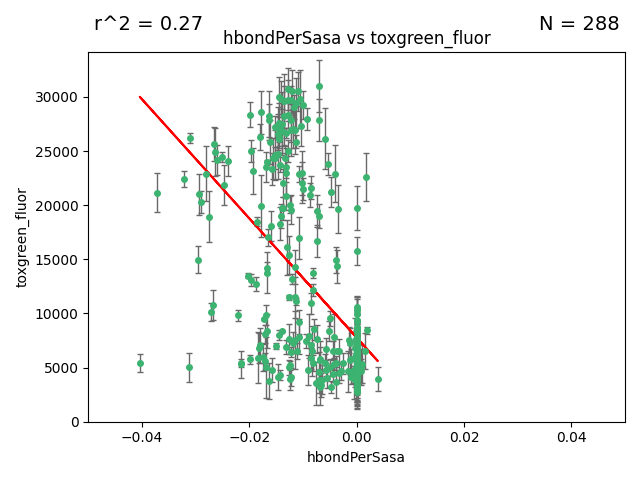 r^2 = 0.27
N = 288
hbondPerSasa vs toxgreen_fluor
30000
25000
20000
15000
10000
5000
0
toxgreen_fluor
−0.04
−0.02
0.00
0.02
0.04
hbondPerSasa